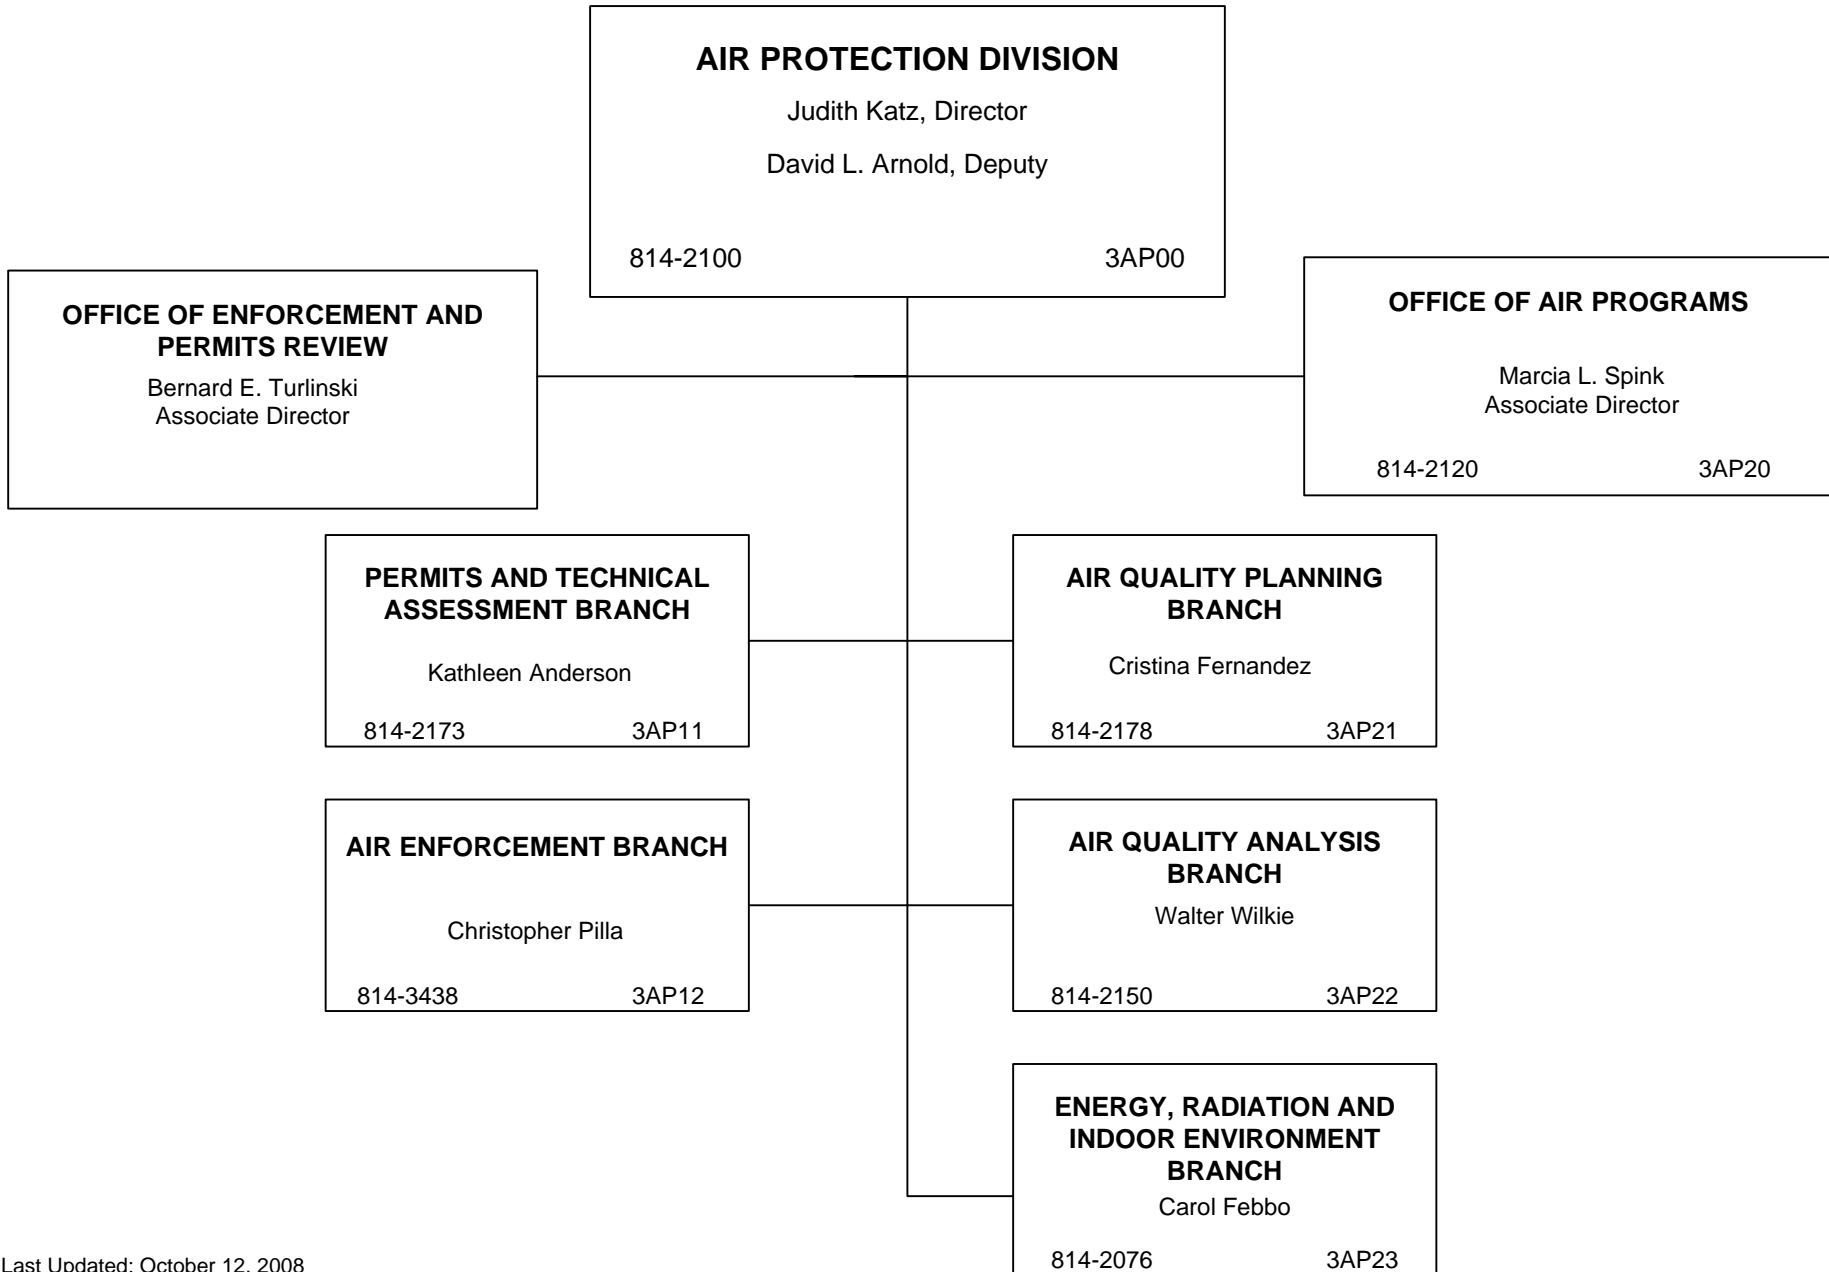 AIR PROTECTION DIVISION
Judith Katz, Director
David L. Arnold, Deputy
814-2100 3AP00
OFFICE OF ENFORCEMENT AND
PERMITS REVIEW
Bernard E. Turlinski
Associate Director
OFFICE OF AIR PROGRAMS
Marcia L. Spink
Associate Director
814-2120 3AP20
PERMITS AND TECHNICAL
ASSESSMENT BRANCH
Kathleen Anderson
814-2173 3AP11
AIR QUALITY PLANNING
BRANCH
Cristina Fernandez
814-2178 3AP21
AIR ENFORCEMENT BRANCH
Christopher Pilla
814-3438 3AP12
AIR QUALITY ANALYSIS
BRANCH
Walter Wilkie
814-2150 3AP22
ENERGY, RADIATION AND
INDOOR ENVIRONMENT
BRANCH
Carol Febbo
814-2076 3AP23
Last Updated: October 12, 2008